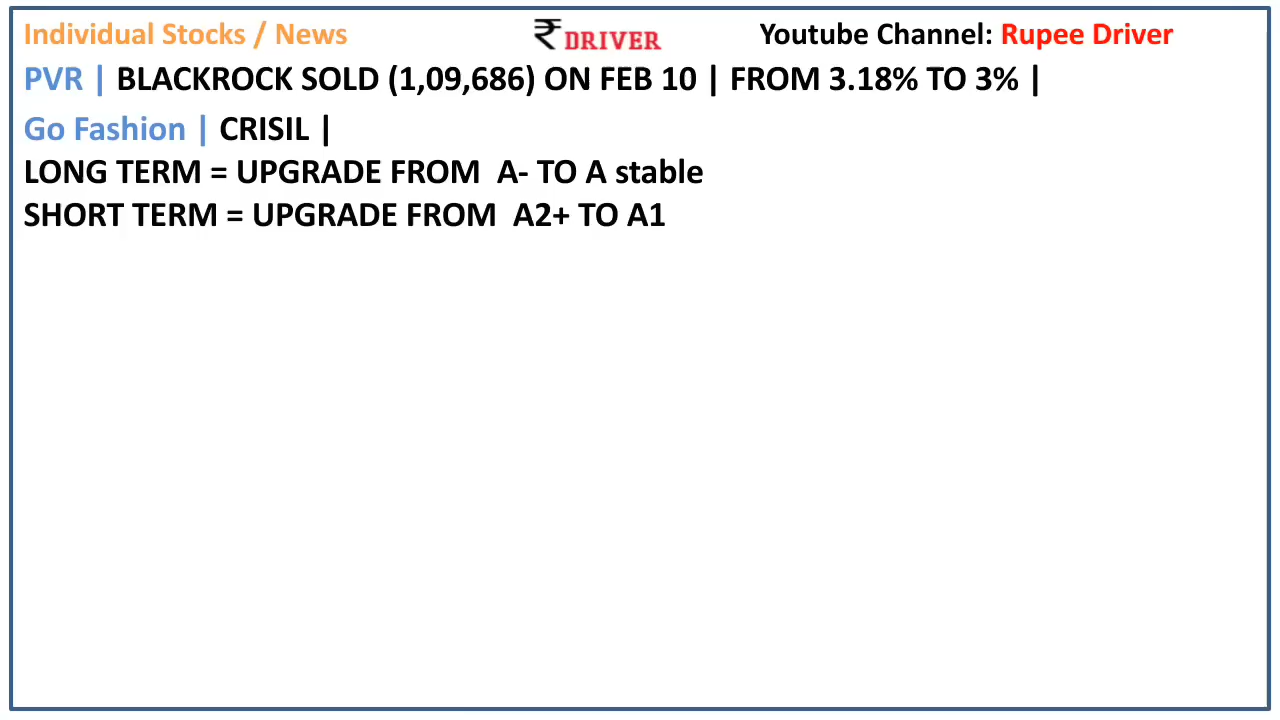 Individual Stocks / News ₹ DRIVER Youtube Channel: Rupee Driver
PVR | BLACKROCK SOLD (1,09,686) ON FEB 10 | FROM 3.18% TO 3% |
Go Fashion | CRISIL |
LONG TERM = UPGRADE FROM  A- TO A stable
SHORT TERM = UPGRADE FROM  A2+ TO A1